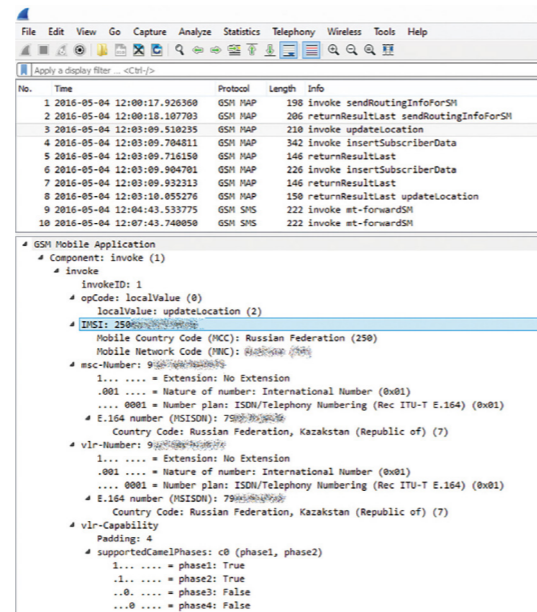 File Edit View Go Capture Analyze Statistics Telephony Wireless Tools Help
Apply a display filter ... <Ctrl-/>
No. Time Protocol Length Info
1 2016-05-04 12:00:17.926360 GSM MAP 198 invoke sendRoutingInfoForSM
2 2016-05-04 12:00:18.107703 GSM MAP 206 returnResultLast sendRoutingInfoForSM
3 2016-05-04 12:03:09.510235 GSM MAP 210 invoke updateLocation
4 2016-05-04 12:03:09.704811 GSM MAP 342 invoke insertSubscriberData
5 2016-05-04 12:03:09.716150 GSM MAP 146 returnResultLast
6 2016-05-04 12:03:09.904701 GSM MAP 226 invoke insertSubscriberData
7 2016-05-04 12:03:09.932313 GSM MAP 146 returnResultLast
8 2016-05-04 12:03:10.055276 GSM MAP 150 returnResultLast updateLocation
9 2016-05-04 12:04:43.533775 GSM SMS 222 invoke mt-forwardSM
10 2016-05-04 12:07:43.740050 GSM SMS 222 invoke mt-forwardSM
GSM Mobile Application
Component: invoke (1)
invoke
invokeID: 1
opCode: localValue (0)
localValue: updateLocation (2)
IMSI: 250
Mobile Country Code (MCC): Russian Federation (250)
Mobile Network Code (MNC):
msc-Number: 9
1... .... = Extension: No Extension
.001 .... = Nature of number: International Number (0x01)
.... 0001 = Number plan: ISDN/Telephony Numbering (Rec ITU-T E.164) (0x01)
E.164 number (MSISDN): 79
Country Code: Russian Federation, Kazakstan (Republic of) (7)
vlr-Number: 9
1... .... = Extension: No Extension
.001 .... = Nature of number: International Number (0x01)
.... 0001 = Number plan: ISDN/Telephony Numbering (Rec ITU-T E.164) (0x01)
E.164 number (MSISDN): 79
Country Code: Russian Federation, Kazakstan (Republic of) (7)
vlr-Capability
Padding: 4
supportedCamelPhases: c0 (phase1, phase2)
1... .... = phase1: True
.1.. .... = phase2: True
..0. .... = phase3: False
...0 .... = phase4: False